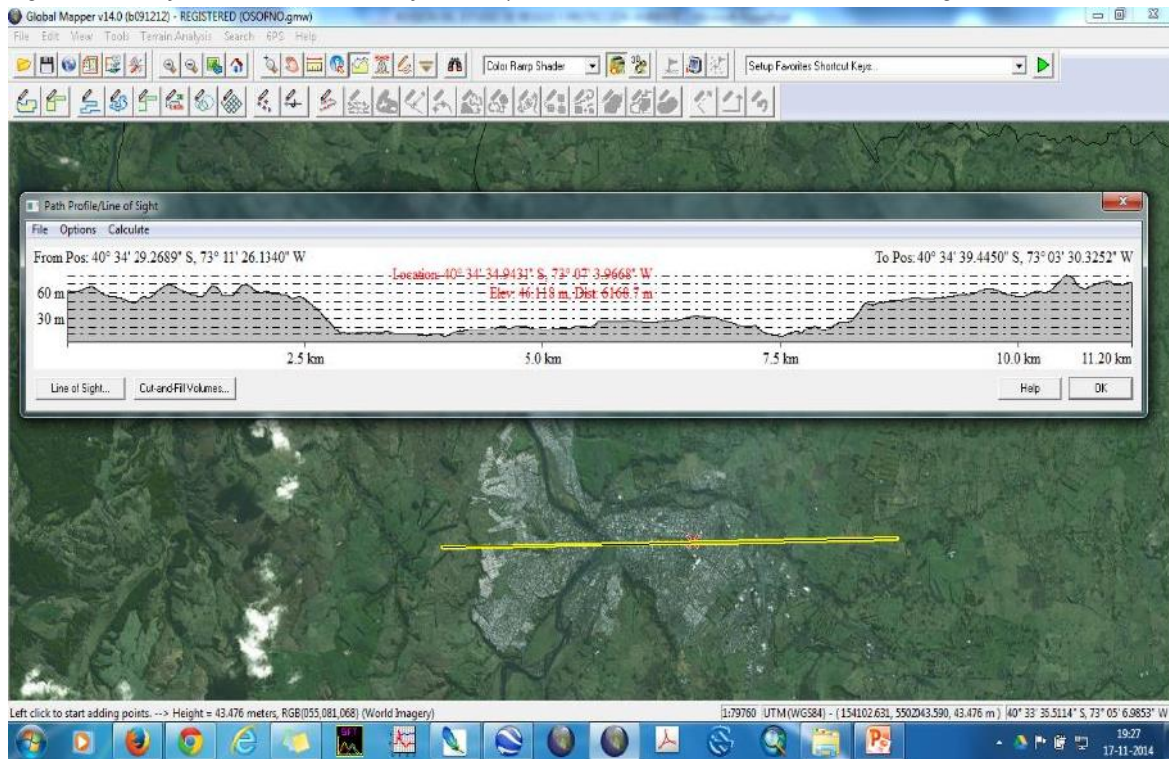 Global Mapper v14.0 (b091212) - REGISTERED (OSOFNO.gmw)
File Edit View Tools Terrain Analysis Search GPS Help
Color Ramp Shader
3D
Setup Favorites Shortcut Keys...
Path Profile/Line of Sight
File Options Calculate
From Pos: 40° 34' 29.2689" S, 73° 11' 26.1340" W
To Pos: 40° 34' 39.4450" S, 73° 03' 30.3252" W
Location: 40° 34' 34.9431" S, 73° 07' 3.9668" W
Elev: 46.118 m, Dist: 6168.7 m
60 m
30 m
2.5 km 5.0 km 7.5 km 10.0 km 11.20 km
Line of Sight... Cut-and-Fill Volumes... Help OK
Left click to start adding points. --> Height = 43.476 meters, RGB(055,081,068) (World Imagery)
1:79760 UTM (WGS84) - ( 154102.631, 5502043.590, 43.476 m ) 40° 33' 35.5114" S, 73° 05' 6.9853" W
19:27
17-11-2014